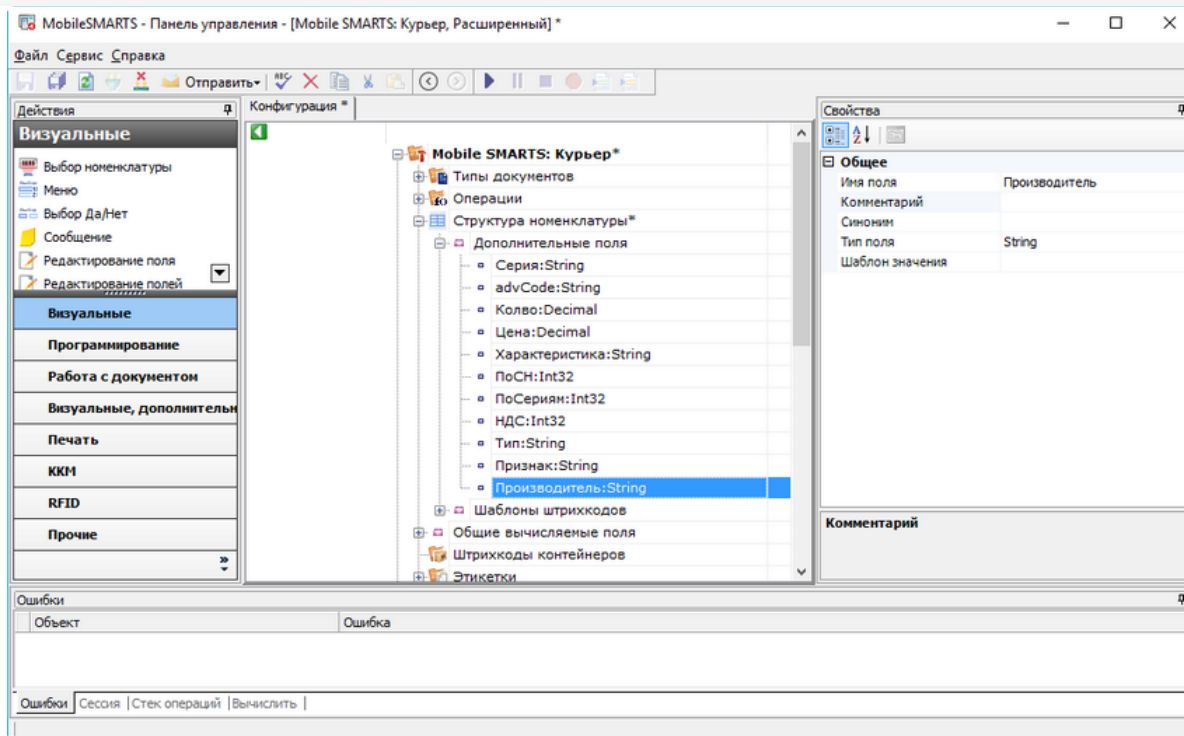 MobileSMARTS - Панель управления - [Mobile SMARTS: Курьер, Расширенный] *
Файл Сервис Справка
Отправить
Действия
Визуальные
Выбор номенклатуры
Меню
Выбор Да/Нет
Сообщение
Редактирование поля
Редактирование полей
Визуальные
Программирование
Работа с документом
Визуальные, дополнительн
Печать
ККМ
RFID
Прочие
Конфигурация *
Mobile SMARTS: Курьер*
Типы документов
Операции
Структура номенклатуры*
Дополнительные поля
Серия:String
advCode:String
Колво:Decimal
Цена:Decimal
Характеристика:String
ПоСН:Int32
ПоСериям:Int32
НДС:Int32
Тип:String
Признак:String
Производитель:String
Шаблоны штрихкодов
Общие вычисляемые поля
Штрихкоды контейнеров
Этикетки
Свойства
Общее
Имя поля Производитель
Комментарий
Синоним
Тип поля String
Шаблон значения
Комментарий
Ошибки
Объект Ошибка
Ошибки Сессия | Стек операций | Вычислить |